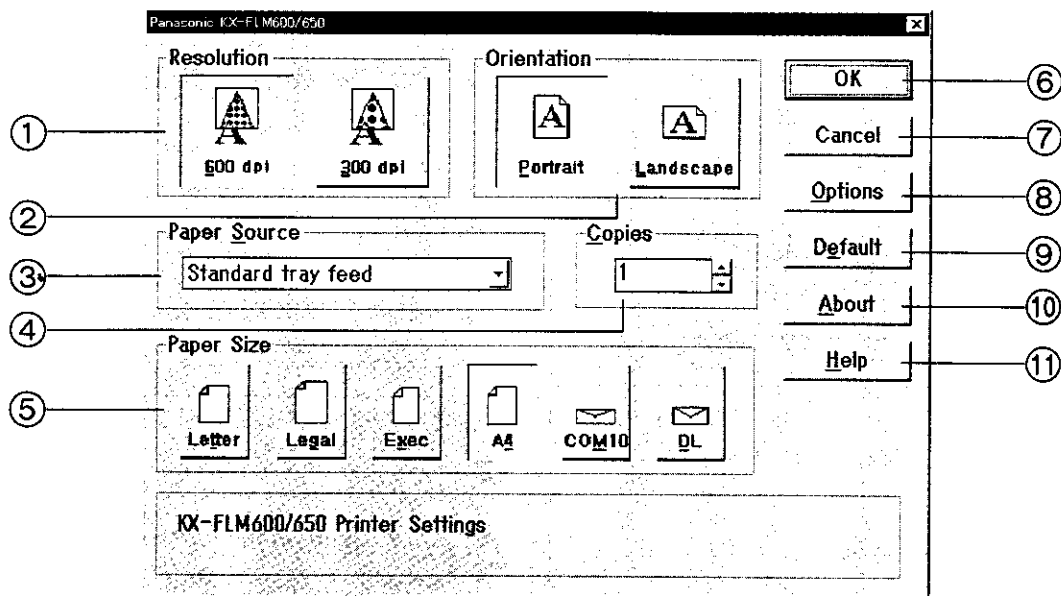 Panasonic KX-FLM600/650
Resolution
Orientation
600 dpi
300 dpi
Portrait
Landscape
OK
Cancel
Options
Default
About
Help
Paper Source
Standard tray feed
Copies
1
Paper Size
Letter
Legal
Exec
A4
COM10
DL
KX-FLM600/650 Printer Settings
①
②
③
④
⑤
⑥
⑦
⑧
⑨
⑩
⑪